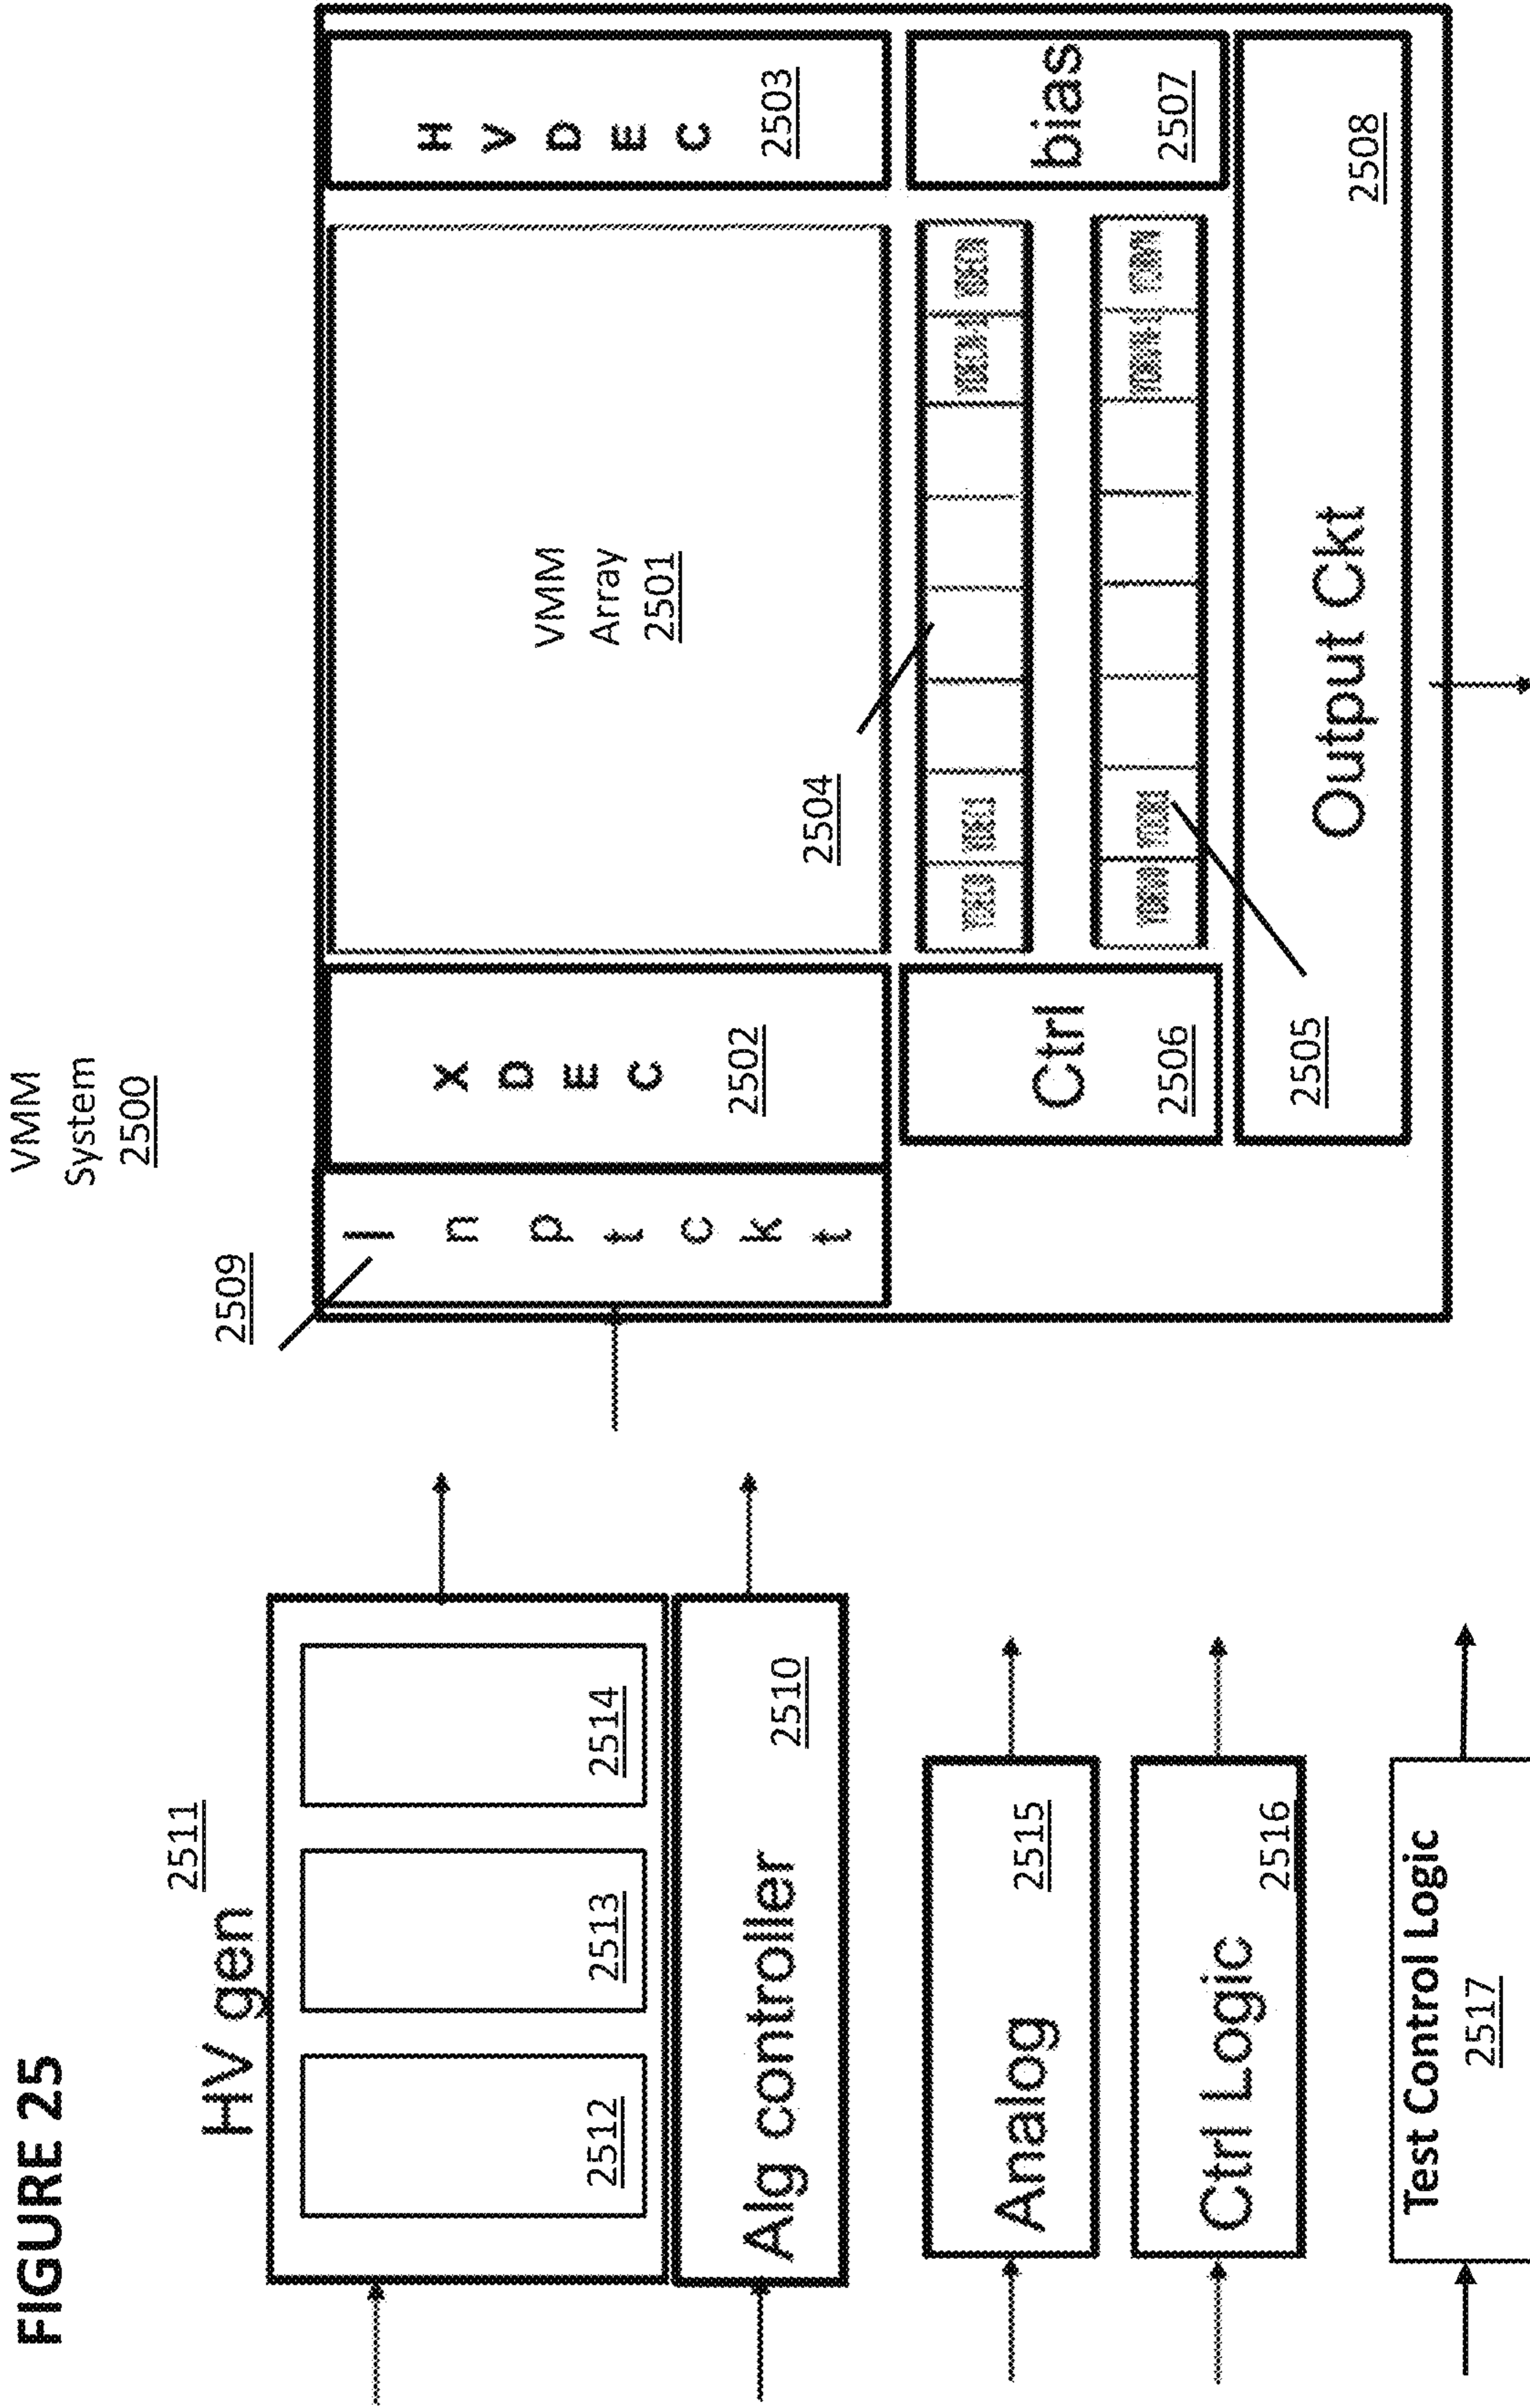 FIGURE 25
VMM
System
2500
HV gen
2511
2512
2513
2514
Alg controller
2510
Analog
2515
Ctrl Logic
2516
Test Control Logic
2517
2509
I
n
p
t
c
k
t
X
D
E
C
2502
VMM
Array
2501
H
V
D
E
C
2503
2504
Ctrl
2506
bias
2507
2505
Output Ckt
2508